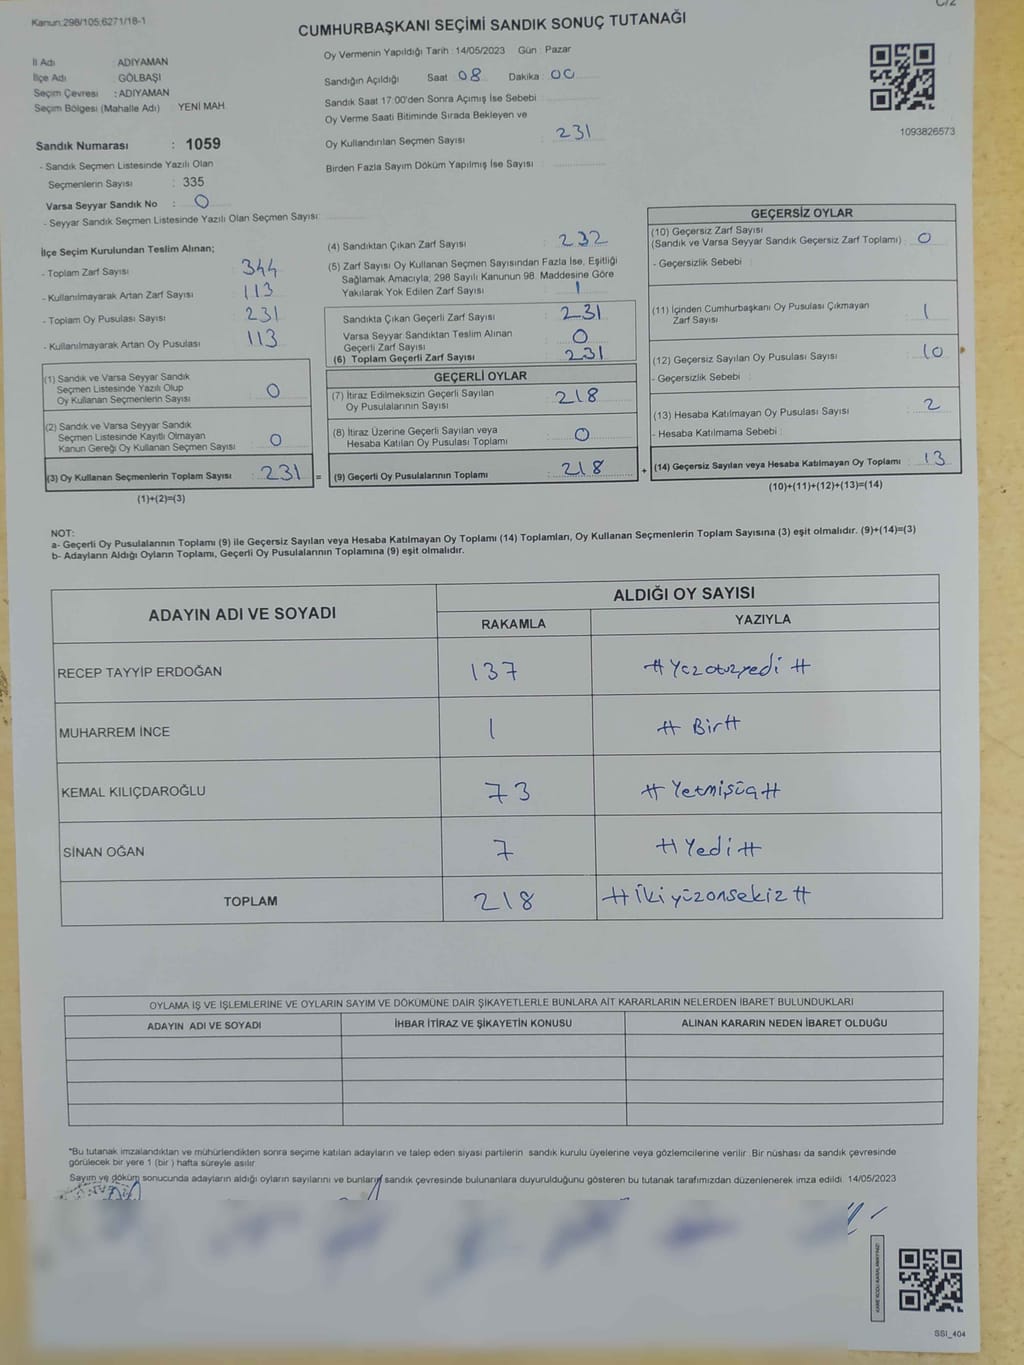 Kanun:298/105;6271/18-1
C/2
CUMHURBAŞKANI SEÇİMİ SANDIK SONUÇ TUTANAĞI
İl Adı ADIYAMAN
İlçe Adı GÖLBAŞI
Seçim Çevresi : ADIYAMAN
Seçim Bölgesi (Mahalle Adı) YENİ MAH
Oy Vermenin Yapıldığı Tarih : 14/05/2023 Gün : Pazar
Sandığın Açıldığı Saat 08 Dakika : 00
Sandık Saat 17:00'den Sonra Açımış İse Sebebi
Oy Verme Saati Bitiminde Sırada Bekleyen ve
Oy Kullandırılan Seçmen Sayısı : 231
Birden Fazla Sayım Döküm Yapılmış İse Sayısı
1093826573
Sandık Numarası : 1059
- Sandık Seçmen Listesinde Yazılı Olan
Seçmenlerin Sayısı : 335
Varsa Seyyar Sandık No : 0
- Seyyar Sandık Seçmen Listesinde Yazılı Olan Seçmen Sayısı:
İlçe Seçim Kurulundan Teslim Alınan;
- Toplam Zarf Sayısı 344
- Kullanılmayarak Artan Zarf Sayısı 113
- Toplam Oy Pusulası Sayısı 231
- Kullanılmayarak Artan Oy Pusulası 113
(1) Sandık ve Varsa Seyyar Sandık
Seçmen Listesinde Yazılı Olup
Oy Kullanan Seçmenlerin Sayısı 0
(2) Sandık ve Varsa Seyyar Sandık
Seçmen Listesinde Kayıtlı Olmayan
Kanun Gereği Oy Kullanan Seçmen Sayısı 0
(3) Oy Kullanan Seçmenlerin Toplam Sayısı : 231 =
(1)+(2)=(3)
(4) Sandıktan Çıkan Zarf Sayısı : 232
(5) Zarf Sayısı Oy Kullanan Seçmen Sayısından Fazla İse, Eşitliği
Sağlamak Amacıyla; 298 Sayılı Kanunun 98. Maddesine Göre
Yakılarak Yok Edilen Zarf Sayısı 1
Sandıkta Çıkan Geçerli Zarf Sayısı : 231
Varsa Seyyar Sandıktan Teslim Alınan
Geçerli Zarf Sayısı 0
(6) Toplam Geçerli Zarf Sayısı : 231
GEÇERLİ OYLAR
(7) İtiraz Edilmeksizin Geçerli Sayılan
Oy Pusulalarının Sayısı : 218
(8) İtiraz Üzerine Geçerli Sayılan veya
Hesaba Katılan Oy Pusulası Toplamı : 0
(9) Geçerli Oy Pusulalarının Toplamı : 218 +
GEÇERSİZ OYLAR
(10) Geçersiz Zarf Sayısı
(Sandık ve Varsa Seyyar Sandık Geçersiz Zarf Toplamı) : 0
- Geçersizlik Sebebi :
(11) İçinden Cumhurbaşkanı Oy Pusulası Çıkmayan
Zarf Sayısı 1
(12) Geçersiz Sayılan Oy Pusulası Sayısı : 10
- Geçersizlik Sebebi :
(13) Hesaba Katılmayan Oy Pusulası Sayısı : 2
- Hesaba Katılmama Sebebi :
(14) Geçersiz Sayılan veya Hesaba Katılmayan Oy Toplamı : 13
(10)+(11)+(12)+(13)=(14)
NOT:
a- Geçerli Oy Pusulalarının Toplamı (9) ile Geçersiz Sayılan veya Hesaba Katılmayan Oy Toplamı (14) Toplamları, Oy Kullanan Seçmenlerin Toplam Sayısına (3) eşit olmalıdır. (9)+(14)=(3)
b- Adayların Aldığı Oyların Toplamı, Geçerli Oy Pusulalarının Toplamına (9) eşit olmalıdır.
ADAYIN ADI VE SOYADI
ALDIĞI OY SAYISI
RAKAMLA YAZIYLA
RECEP TAYYİP ERDOĞAN 137 # Yüzotuzyedi #
MUHARREM İNCE 1 # Bir #
KEMAL KILIÇDAROĞLU 73 # Yetmişüç #
SİNAN OĞAN 7 # Yedi #
TOPLAM 218 # İkiyüzonsekiz #
OYLAMA İŞ VE İŞLEMLERİNE VE OYLARIN SAYIM VE DÖKÜMÜNE DAİR ŞİKAYETLERLE BUNLARA AİT KARARLARIN NELERDEN İBARET BULUNDUKLARI
ADAYIN ADI VE SOYADI İHBAR İTİRAZ VE ŞİKAYETİN KONUSU ALINAN KARARIN NEDEN İBARET OLDUĞU
*Bu tutanak imzalandıktan ve mühürlendikten sonra seçime katılan adayların ve talep eden siyasi partilerin sandık kurulu üyelerine veya gözlemcilerine verilir. Bir nüshası da sandık çevresinde
görülecek bir yere 1 (bir) hafta süreyle asılır
Sayım ve döküm sonucunda adayların aldığı oyların sayılarını ve bunların sandık çevresinde bulunanlara duyurulduğunu gösteren bu tutanak tarafımızdan düzenlenerek imza edildi 14/05/2023
SSI_404